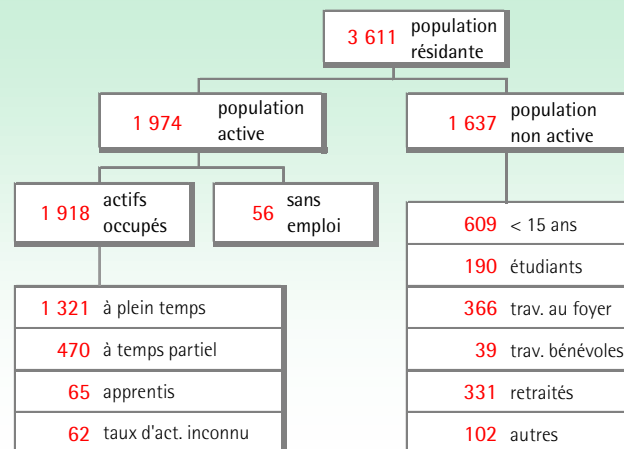 3 611 population
résidante
1 974 population
active
1 637 population
non active
1 918 actifs
occupés
56 sans
emploi
1 321 à plein temps
470 à temps partiel
65 apprentis
62 taux d'act. inconnu
609 < 15 ans
190 étudiants
366 trav. au foyer
39 trav. bénévoles
331 retraités
102 autres